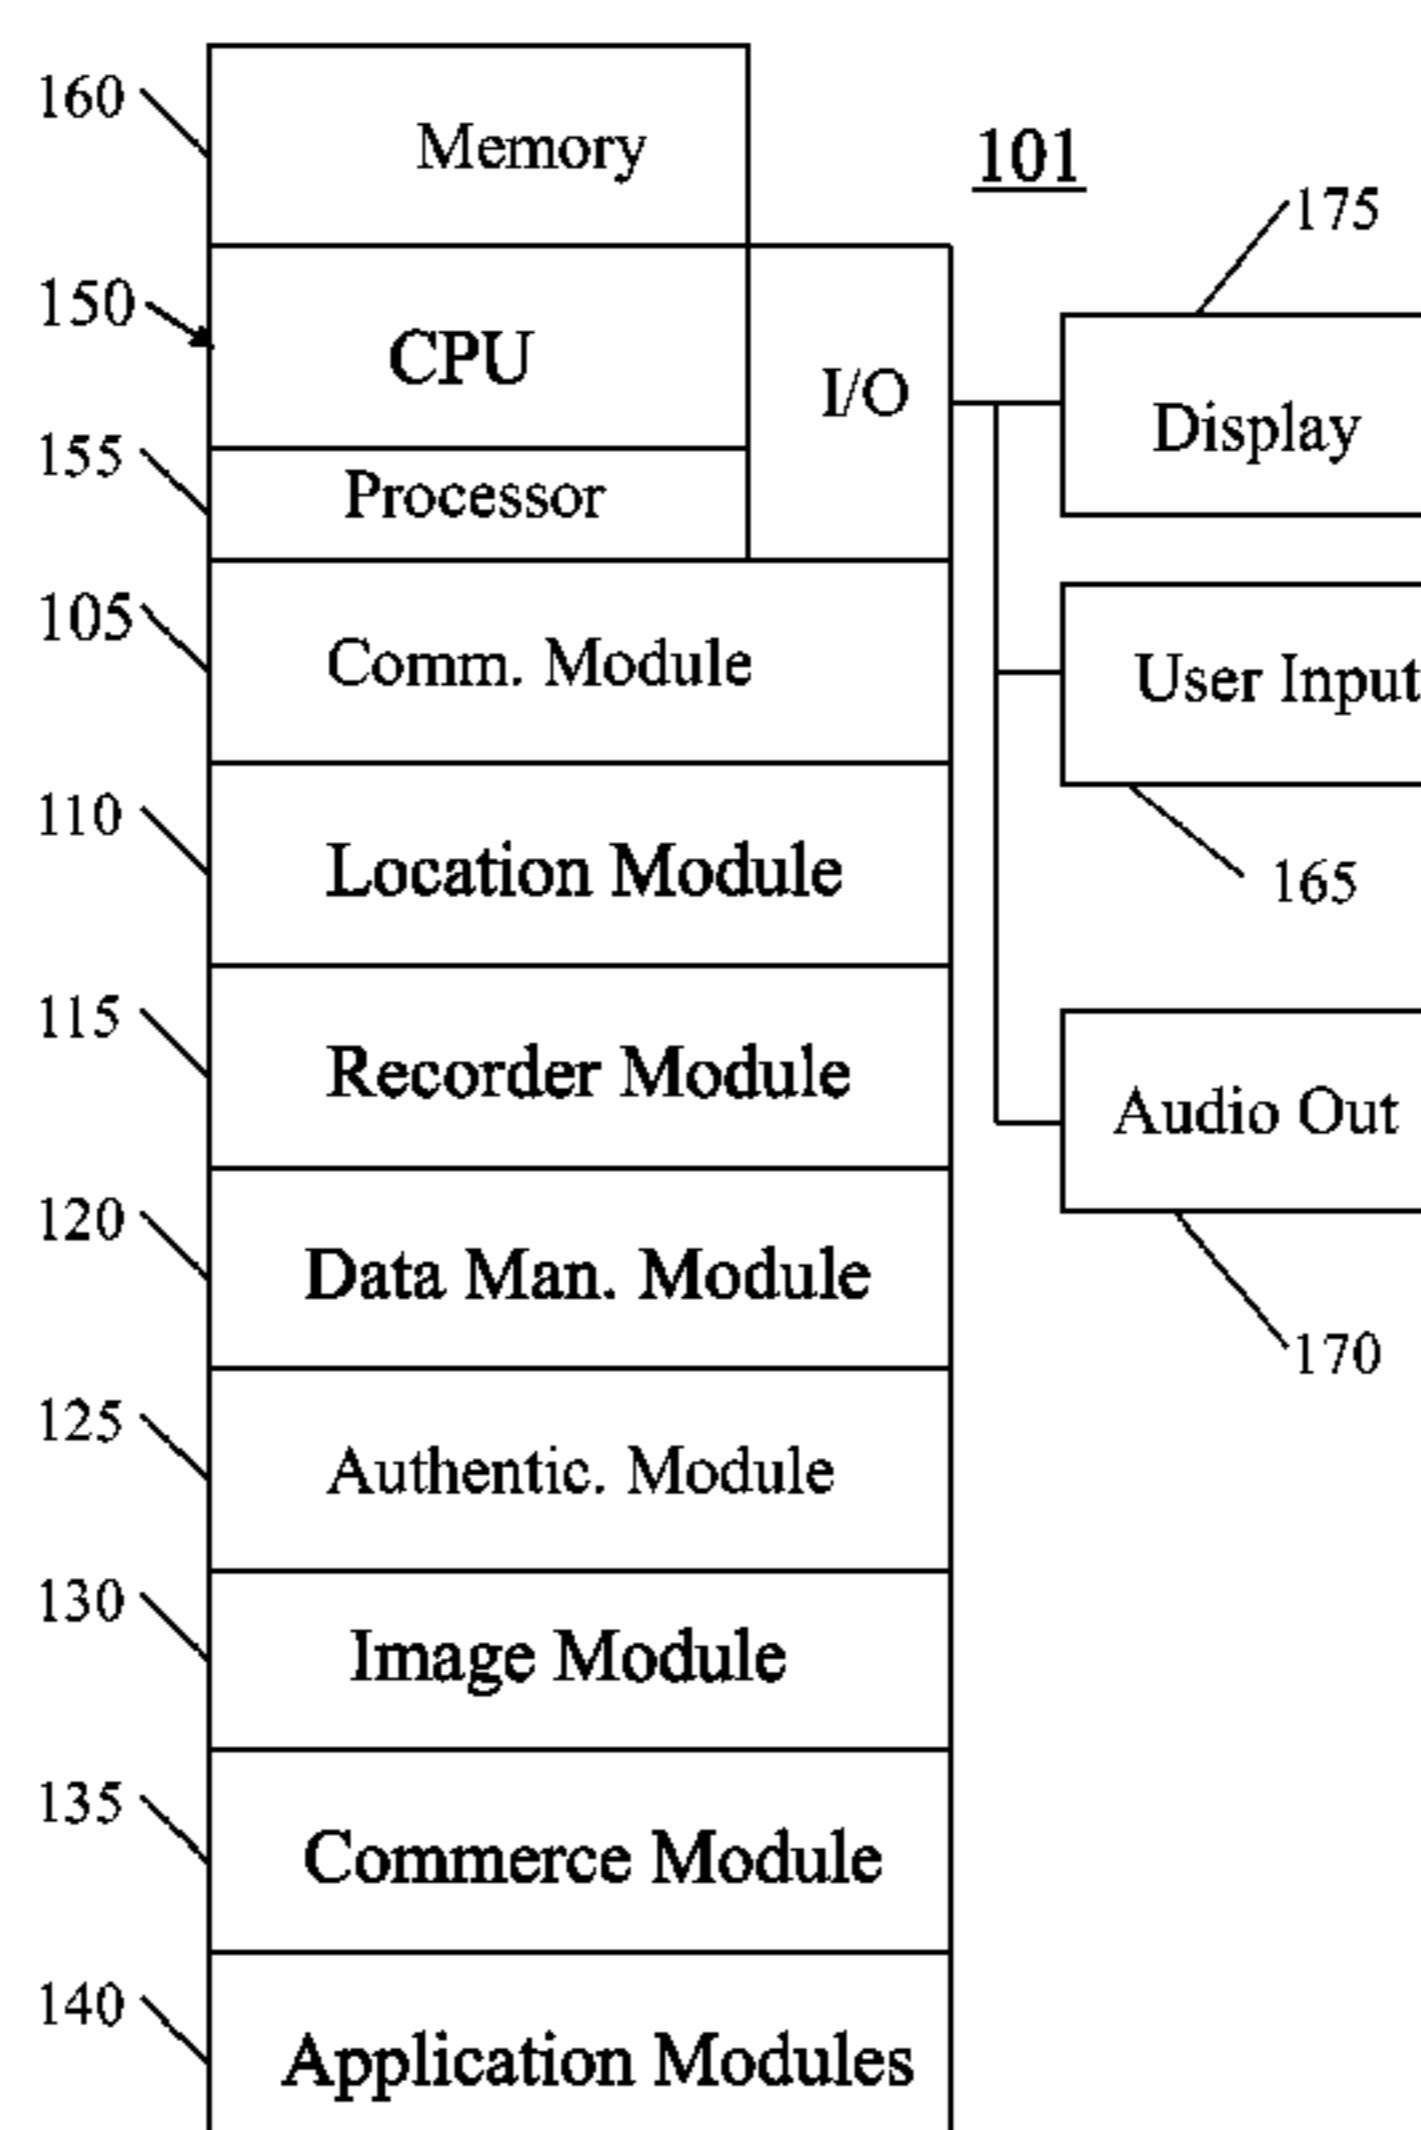 160
Memory
101
175
150
CPU
I/O
Display
155
Processor
105
Comm. Module
User Input
110
Location Module
165
115
Recorder Module
Audio Out
120
Data Man. Module
170
125
Authentic. Module
130
Image Module
135
Commerce Module
140
Application Modules